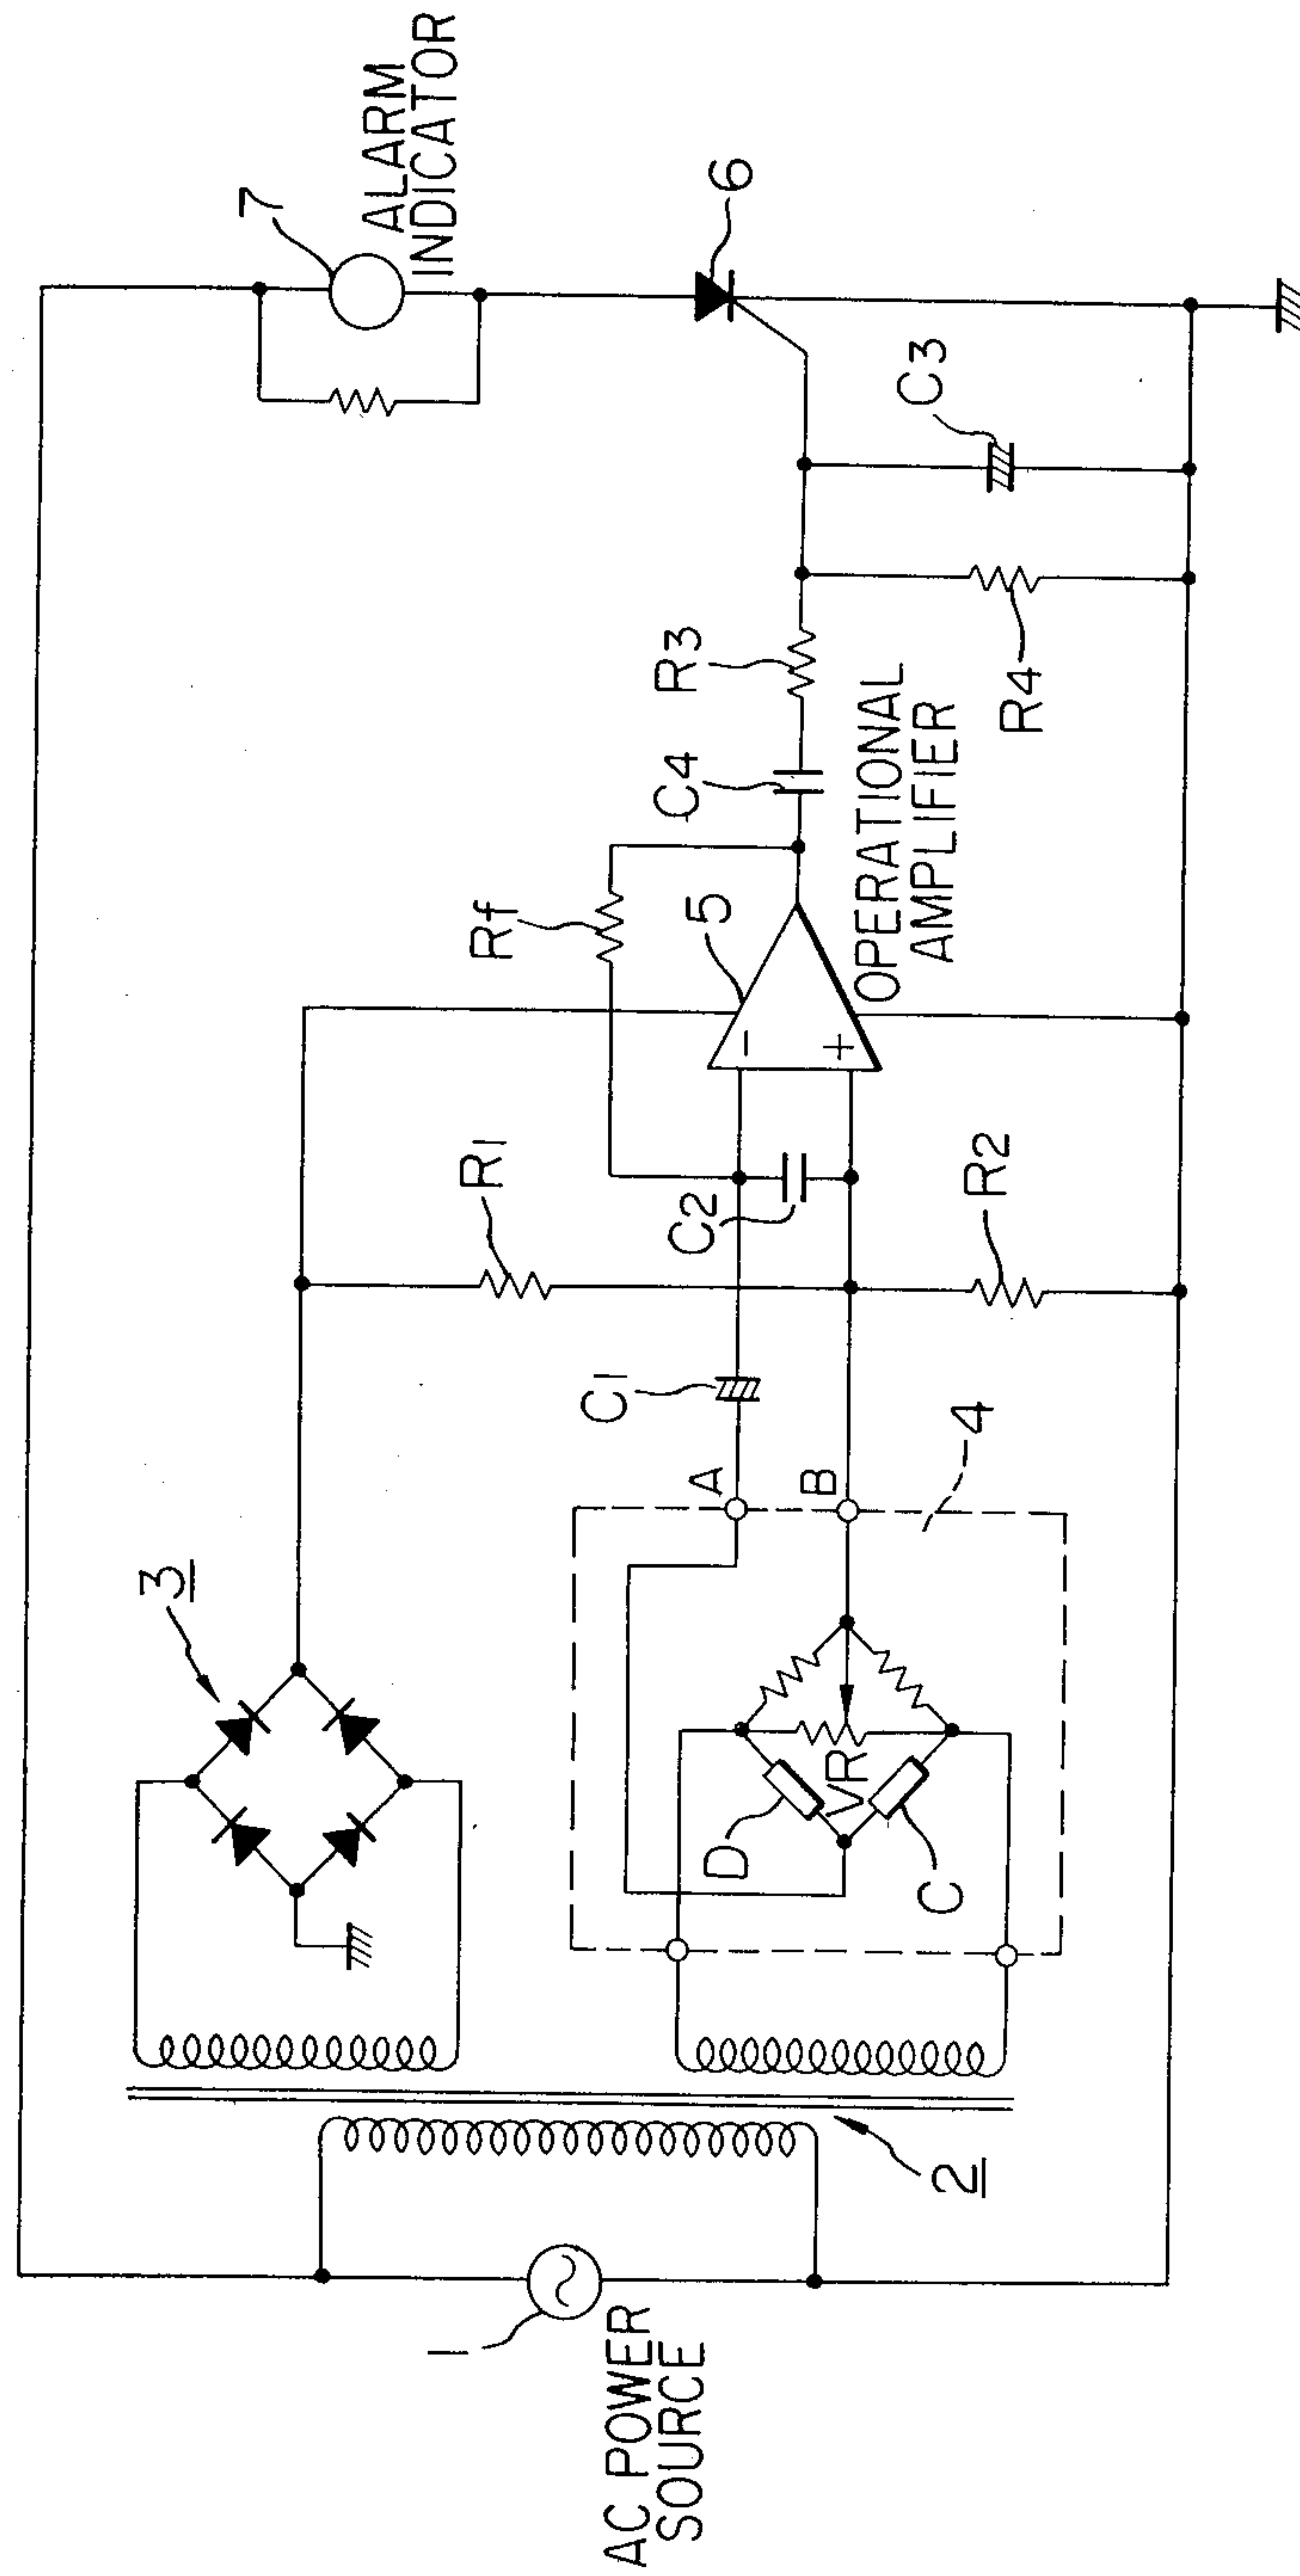 AC POWER
SOURCE
1
2
3
4
D
VR
C
A
B
C1
R1
R2
C2
Rf
5
-
+
OPERATIONAL
AMPLIFIER
C4
R3
R4
C3
6
7
ALARM
INDICATOR